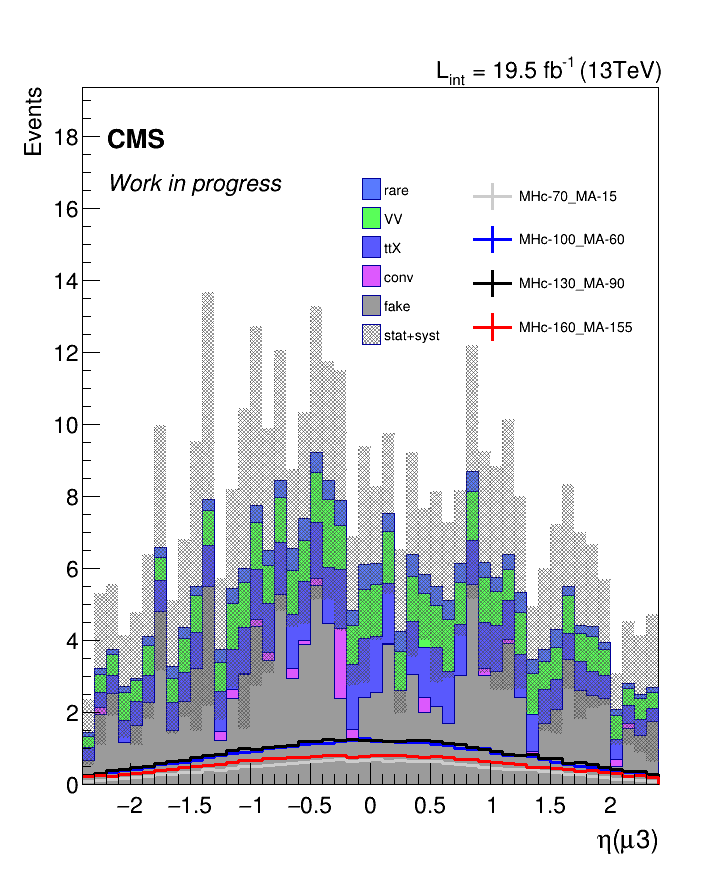 L_int = 19.5 fb^-1 (13TeV)
Events
CMS
Work in progress
rare
VV
ttX
conv
fake
stat+syst
MHc-70_MA-15
MHc-100_MA-60
MHc-130_MA-90
MHc-160_MA-155
18
16
14
12
10
8
6
4
2
0
−2 −1.5 −1 −0.5 0 0.5 1 1.5 2
η(μ3)